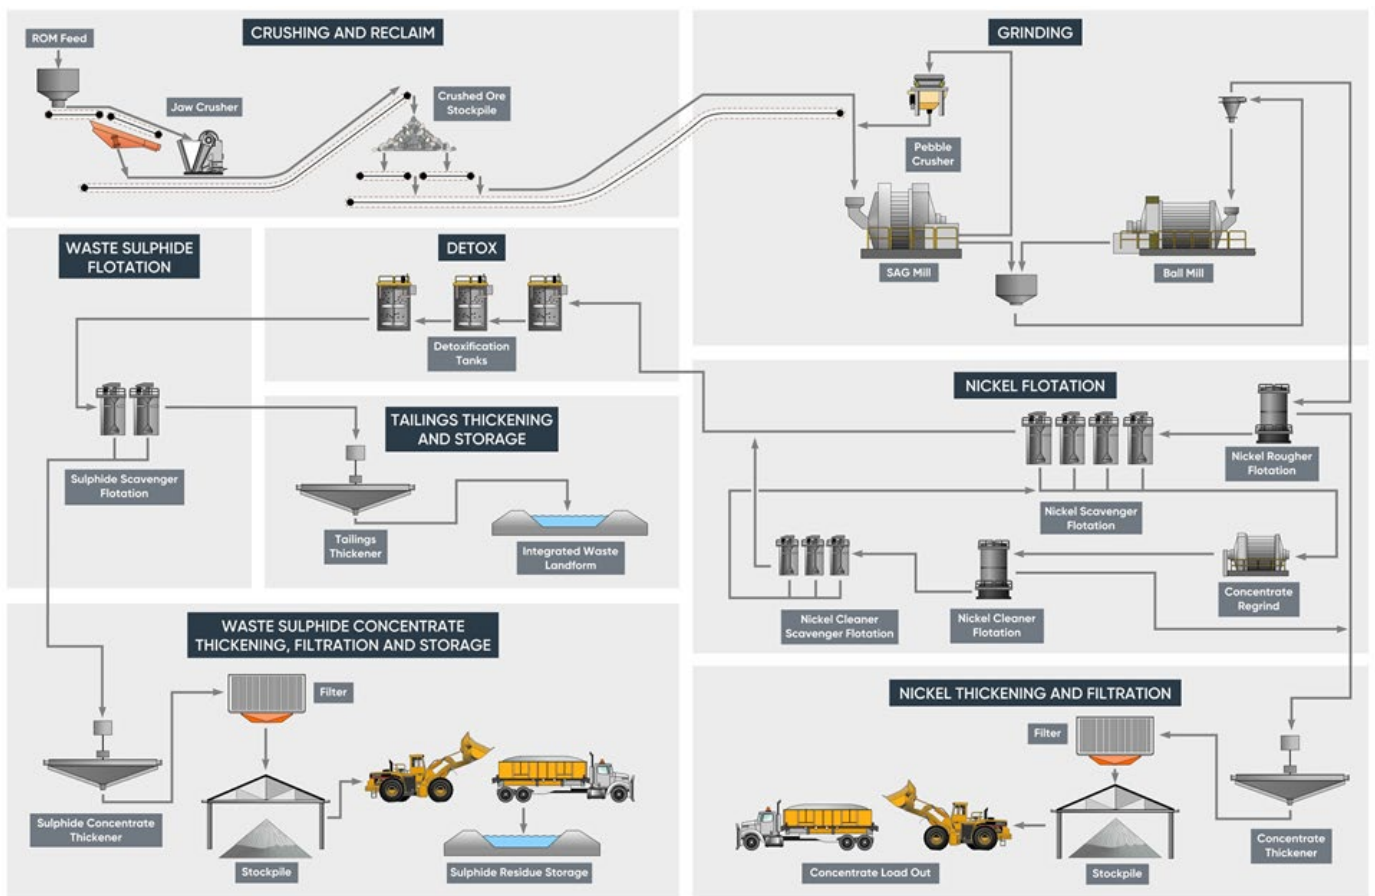 CRUSHING AND RECLAIM
ROM Feed
Jaw Crusher
Crushed Ore
Stockpile
GRINDING
Pebble
Crusher
SAG Mill
Ball Mill
WASTE SULPHIDE
FLOTATION
Sulphide Scavenger
Flotation
DETOX
Detoxification
Tanks
TAILINGS THICKENING
AND STORAGE
Tailings
Thickener
Integrated Waste
Landform
NICKEL FLOTATION
Nickel Rougher
Flotation
Nickel Scavenger
Flotation
Concentrate
Regrind
Nickel Cleaner
Scavenger Flotation
Nickel Cleaner
Flotation
WASTE SULPHIDE CONCENTRATE
THICKENING, FILTRATION AND STORAGE
Filter
Sulphide Concentrate
Thickener
Stockpile
Sulphide Residue Storage
NICKEL THICKENING AND FILTRATION
Filter
Concentrate
Thickener
Concentrate Load Out
Stockpile